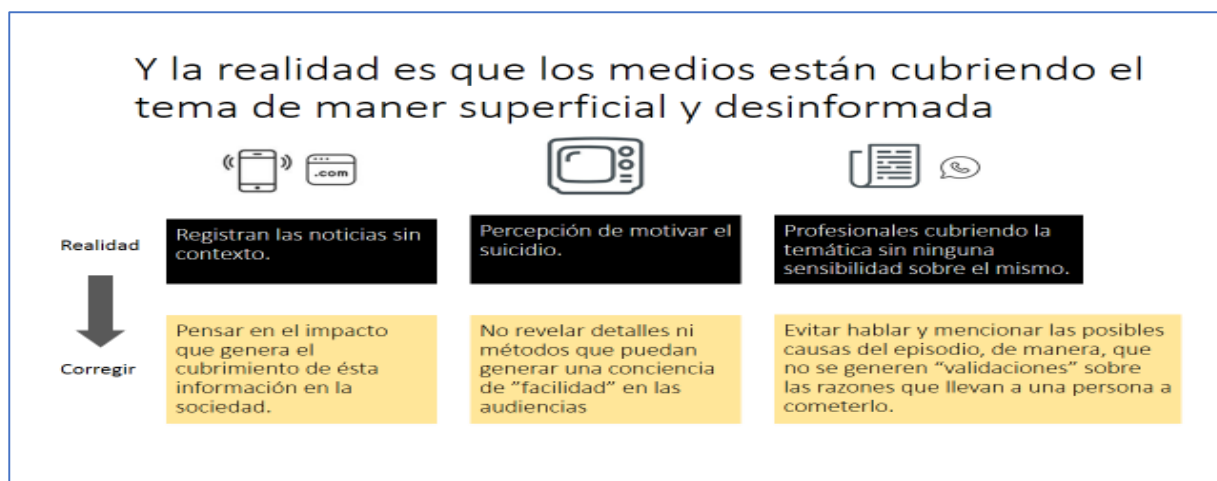 Y la realidad es que los medios están cubriendo el
tema de maner superficial y desinformada
.com
Realidad
Registran las noticias sin
contexto.
Percepción de motivar el
suicidio.
Profesionales cubriendo la
temática sin ninguna
sensibilidad sobre el mismo.
Corregir
Pensar en el impacto
que genera el
cubrimiento de ésta
información en la
sociedad.
No revelar detalles ni
métodos que puedan
generar una conciencia
de ”facilidad” en las
audiencias
Evitar hablar y mencionar las posibles
causas del episodio, de manera, que
no se generen “validaciones” sobre
las razones que llevan a una persona a
cometerlo.